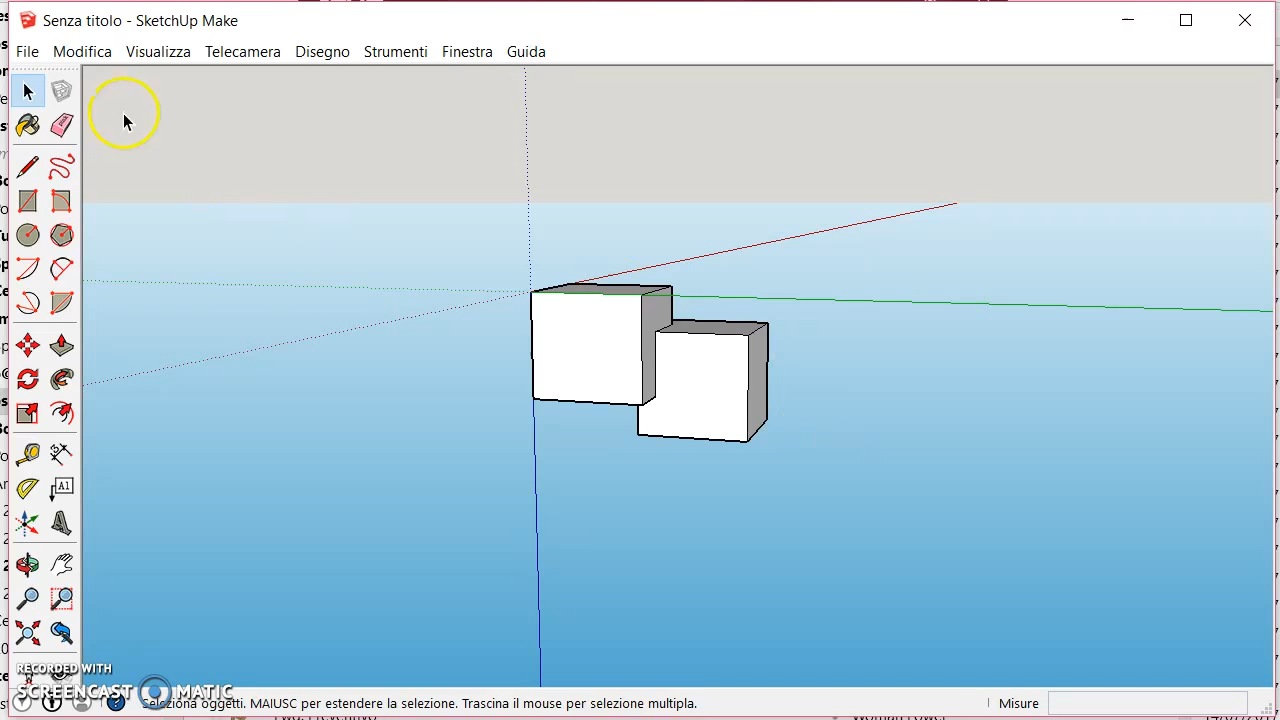 Senza titolo - SketchUp Make
File Modifica Visualizza Telecamera Disegno Strumenti Finestra Guida
A1
RECORDED WITH
SCREENCAST MATIC
Seleziona oggetti. MAIUSC per estendere la selezione. Trascina il mouse per selezione multipla.
Misure